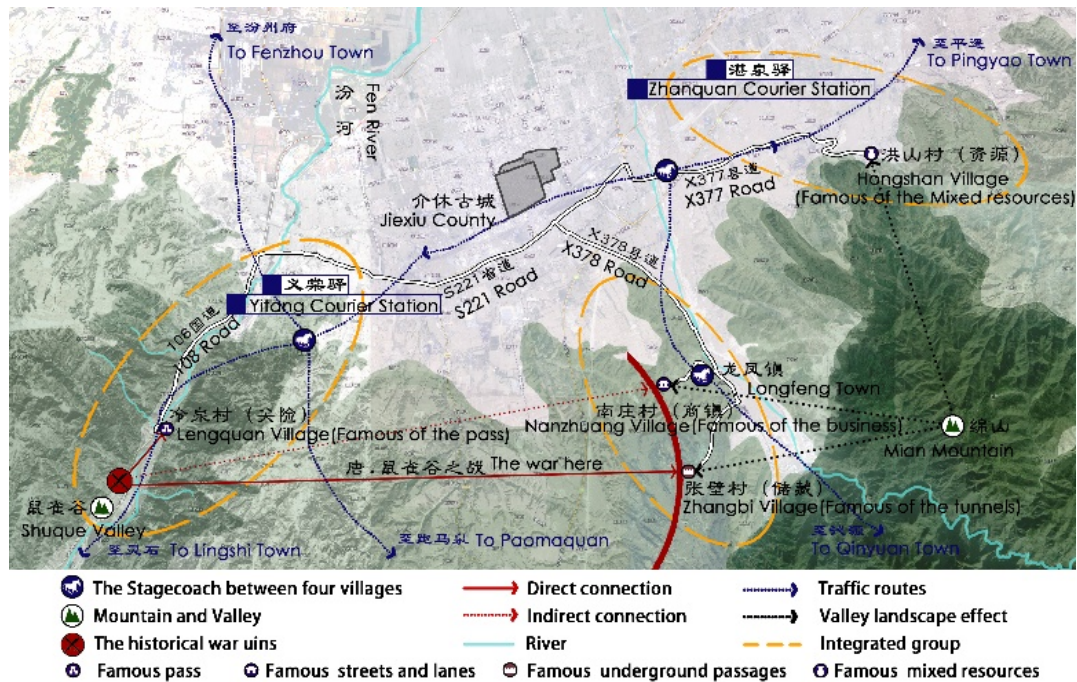 至汾州府
To Fenzhou Town
汾河
Fen River
湛泉驿
Zhanquan Courier Station
至平遥
To Pingyao Town
洪山村（资源）
Hongshan Village
(Famous of the Mixed resources)
介休古城
Jiexiu County
X377县道
X377 Road
X378县道
X378 Road
S221省道
S221 Road
义棠驿
Yitang Courier Station
106国道
108 Road
龙凤镇
Longfeng Town
冷泉村（关险）
Lengquan Village(Famous of the pass)
南庄村（商镇）
Nanzhuang Village(Famous of the business)
绵山
Mian Mountain
唐.鼠雀谷之战 The war here
张壁村（储藏）
Zhangbi Village(Famous of the tunnels)
鼠雀谷
Shuque Valley
至灵石 To Lingshi Town
至跑马泉 To Paomaquan
至沁源
To Qinyuan Town
The Stagecoach between four villages
Direct connection
Traffic routes
Mountain and Valley
Indirect connection
Valley landscape effect
The historical war uins
River
Integrated group
Famous pass
Famous streets and lanes
Famous underground passages
Famous mixed resources